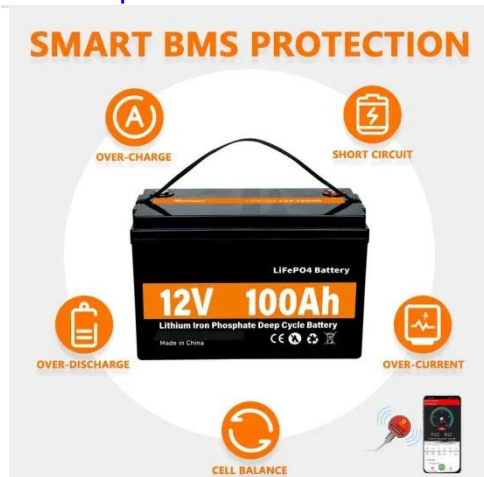 SMART BMS PROTECTION
OVER-CHARGE
SHORT CIRCUIT
LiFePO4 Battery
12V 100Ah
Lithium Iron Phosphate Deep Cycle Battery
Made in China
CE
OVER-DISCHARGE
OVER-CURRENT
CELL BALANCE